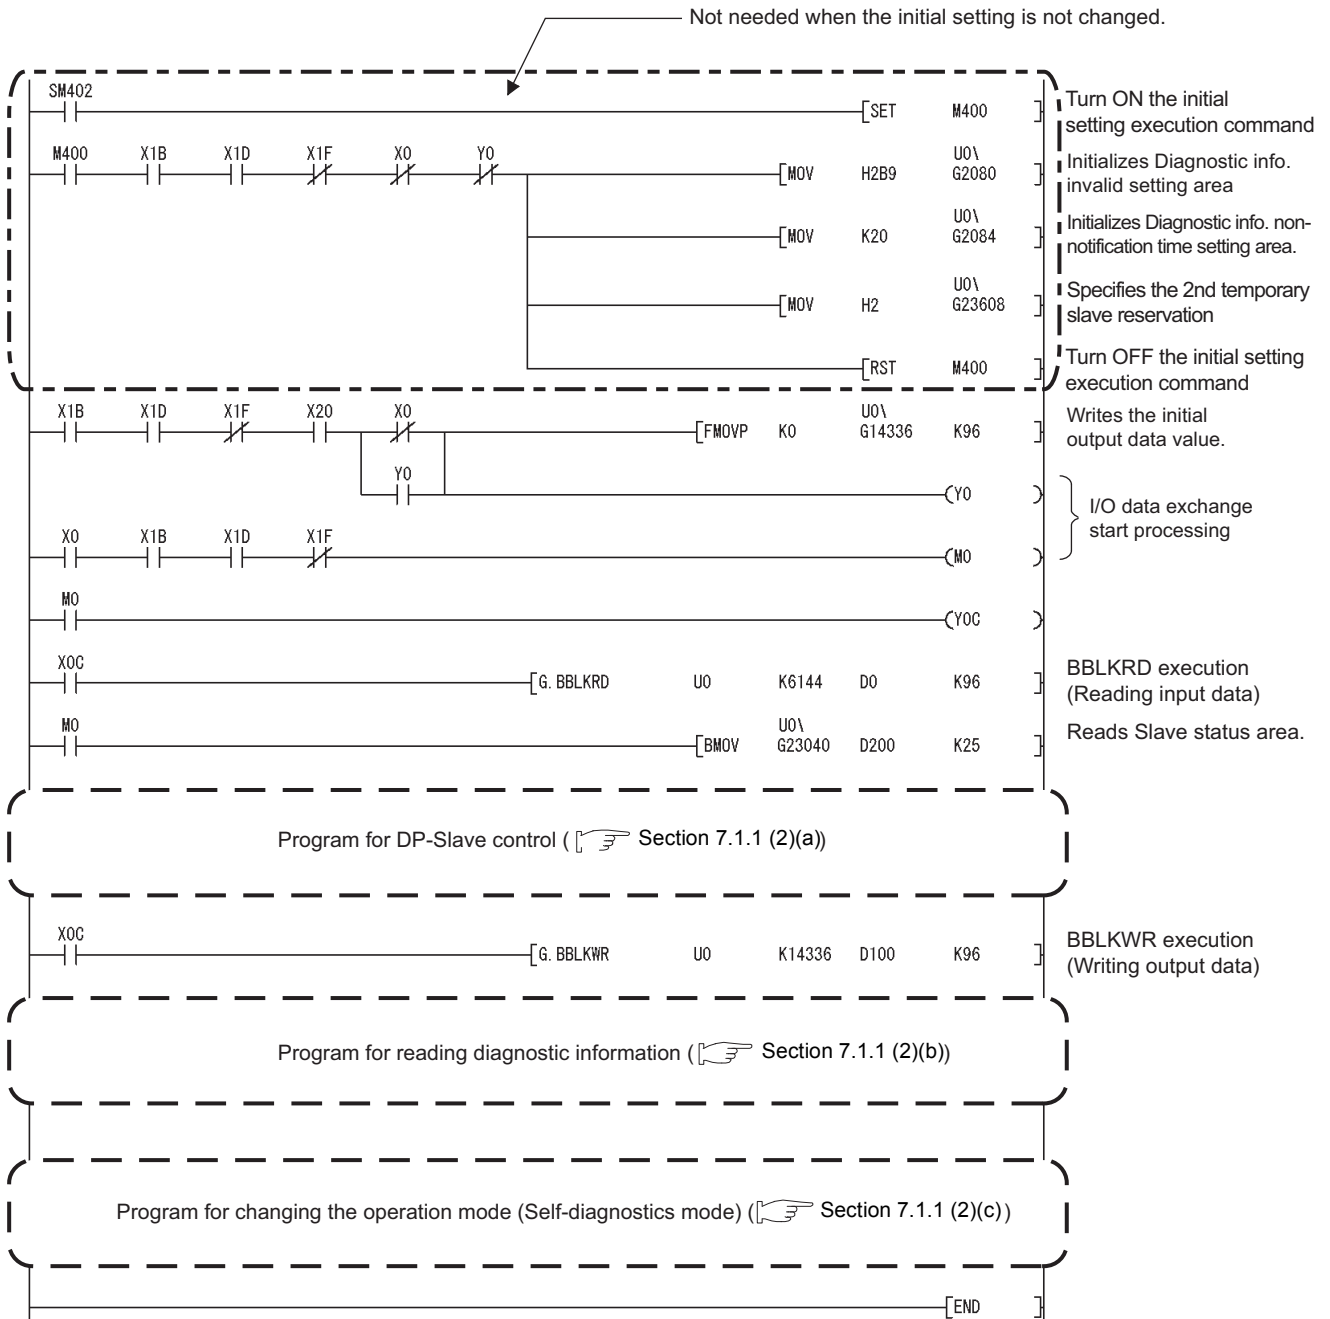 Not needed when the initial setting is not changed.
SM402
[SET M400 ]
Turn ON the initial
setting execution command
M400 X1B X1D X1F X0 Y0
U0\
[MOV H2B9 G2080 ]
Initializes Diagnostic info.
invalid setting area
U0\
[MOV K20 G2084 ]
Initializes Diagnostic info. non-
notification time setting area.
U0\
[MOV H2 G23608 ]
Specifies the 2nd temporary
slave reservation
[RST M400 ]
Turn OFF the initial setting
execution command
X1B X1D X1F X20 X0
U0\
[FMOVP K0 G14336 K96 ]
Writes the initial
output data value.
Y0
(Y0 )
I/O data exchange
start processing
X0 X1B X1D X1F
(M0 )
M0
(Y0C )
X0C
[G.BBLKRD U0 K6144 D0 K96 ]
BBLKRD execution
(Reading input data)
M0
U0\
[BMOV G23040 D200 K25 ]
Reads Slave status area.
Program for DP-Slave control ( Section 7.1.1 (2)(a))
X0C
[G.BBLKWR U0 K14336 D100 K96 ]
BBLKWR execution
(Writing output data)
Program for reading diagnostic information ( Section 7.1.1 (2)(b))
Program for changing the operation mode (Self-diagnostics mode) ( Section 7.1.1 (2)(c))
[END ]